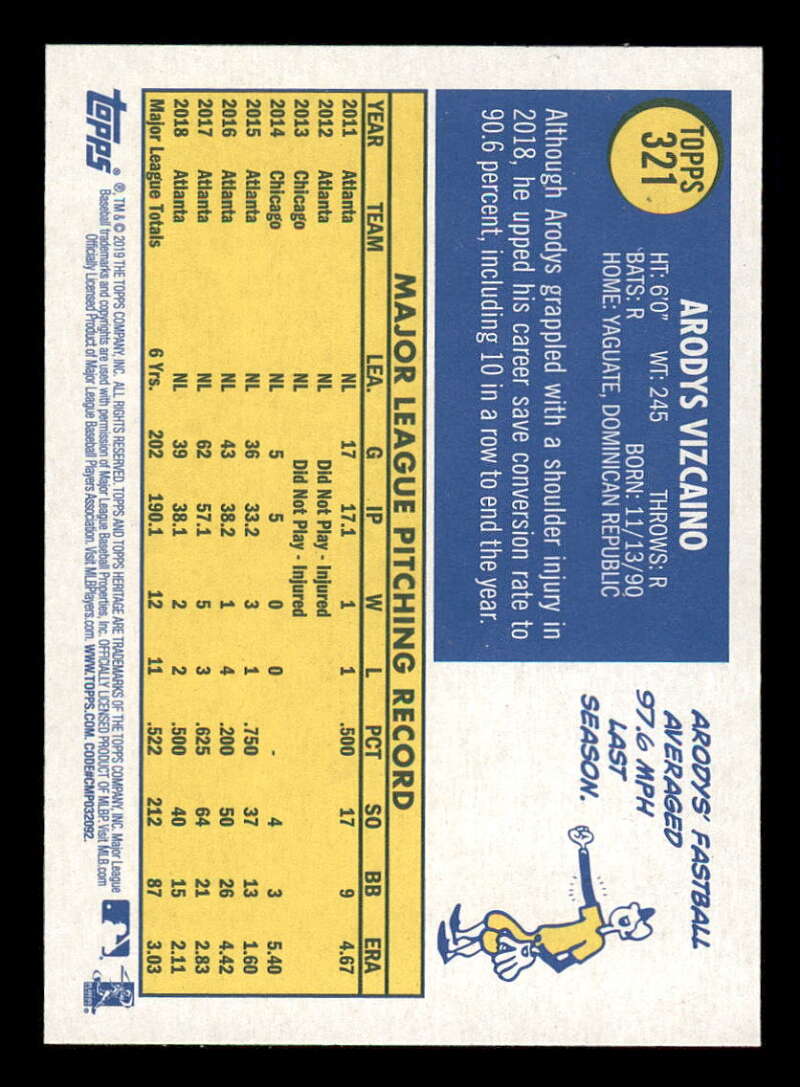 TOPPS
321
ARODYS VIZCAINO
HT: 6'0" WT: 245 THROWS: R
BATS: R BORN: 11/13/90
HOME: YAGUATE, DOMINICAN REPUBLIC
Although Arodys grappled with a shoulder injury in
2018, he upped his career save conversion rate to
90.6 percent, including 10 in a row to end the year.
ARODYS' FASTBALL
AVERAGED
97.6 MPH
LAST
SEASON.
MAJOR LEAGUE PITCHING RECORD
YEAR TEAM LEA. G IP W L PCT SO BB ERA
2011 Atlanta NL 17 17.1 1 1 .500 17 9 4.67
2012 Atlanta NL Did Not Play - Injured
2013 Chicago NL Did Not Play - Injured
2014 Chicago NL 5 5 0 0 - 4 3 5.40
2015 Atlanta NL 36 33.2 3 1 .750 37 13 1.60
2016 Atlanta NL 43 38.2 1 4 .200 50 26 4.42
2017 Atlanta NL 62 57.1 5 3 .625 64 21 2.83
2018 Atlanta NL 39 38.1 2 2 .500 40 15 2.11
Major League Totals 6 Yrs. 202 190.1 12 11 .522 212 87 3.03
topps®
®, TM & © 2019 THE TOPPS COMPANY, INC. ALL RIGHTS RESERVED. TOPPS AND TOPPS HERITAGE ARE TRADEMARKS OF THE TOPPS COMPANY, INC. Major League
Baseball trademarks and copyrights are used with permission of Major League Baseball Properties, Inc. OFFICIALLY LICENSED PRODUCT OF MLBP. Visit MLB.com
Officially Licensed Product of Major League Baseball Players Association. Visit MLBPlayers.com. WWW.TOPPS.COM. CODE#CMP032092.